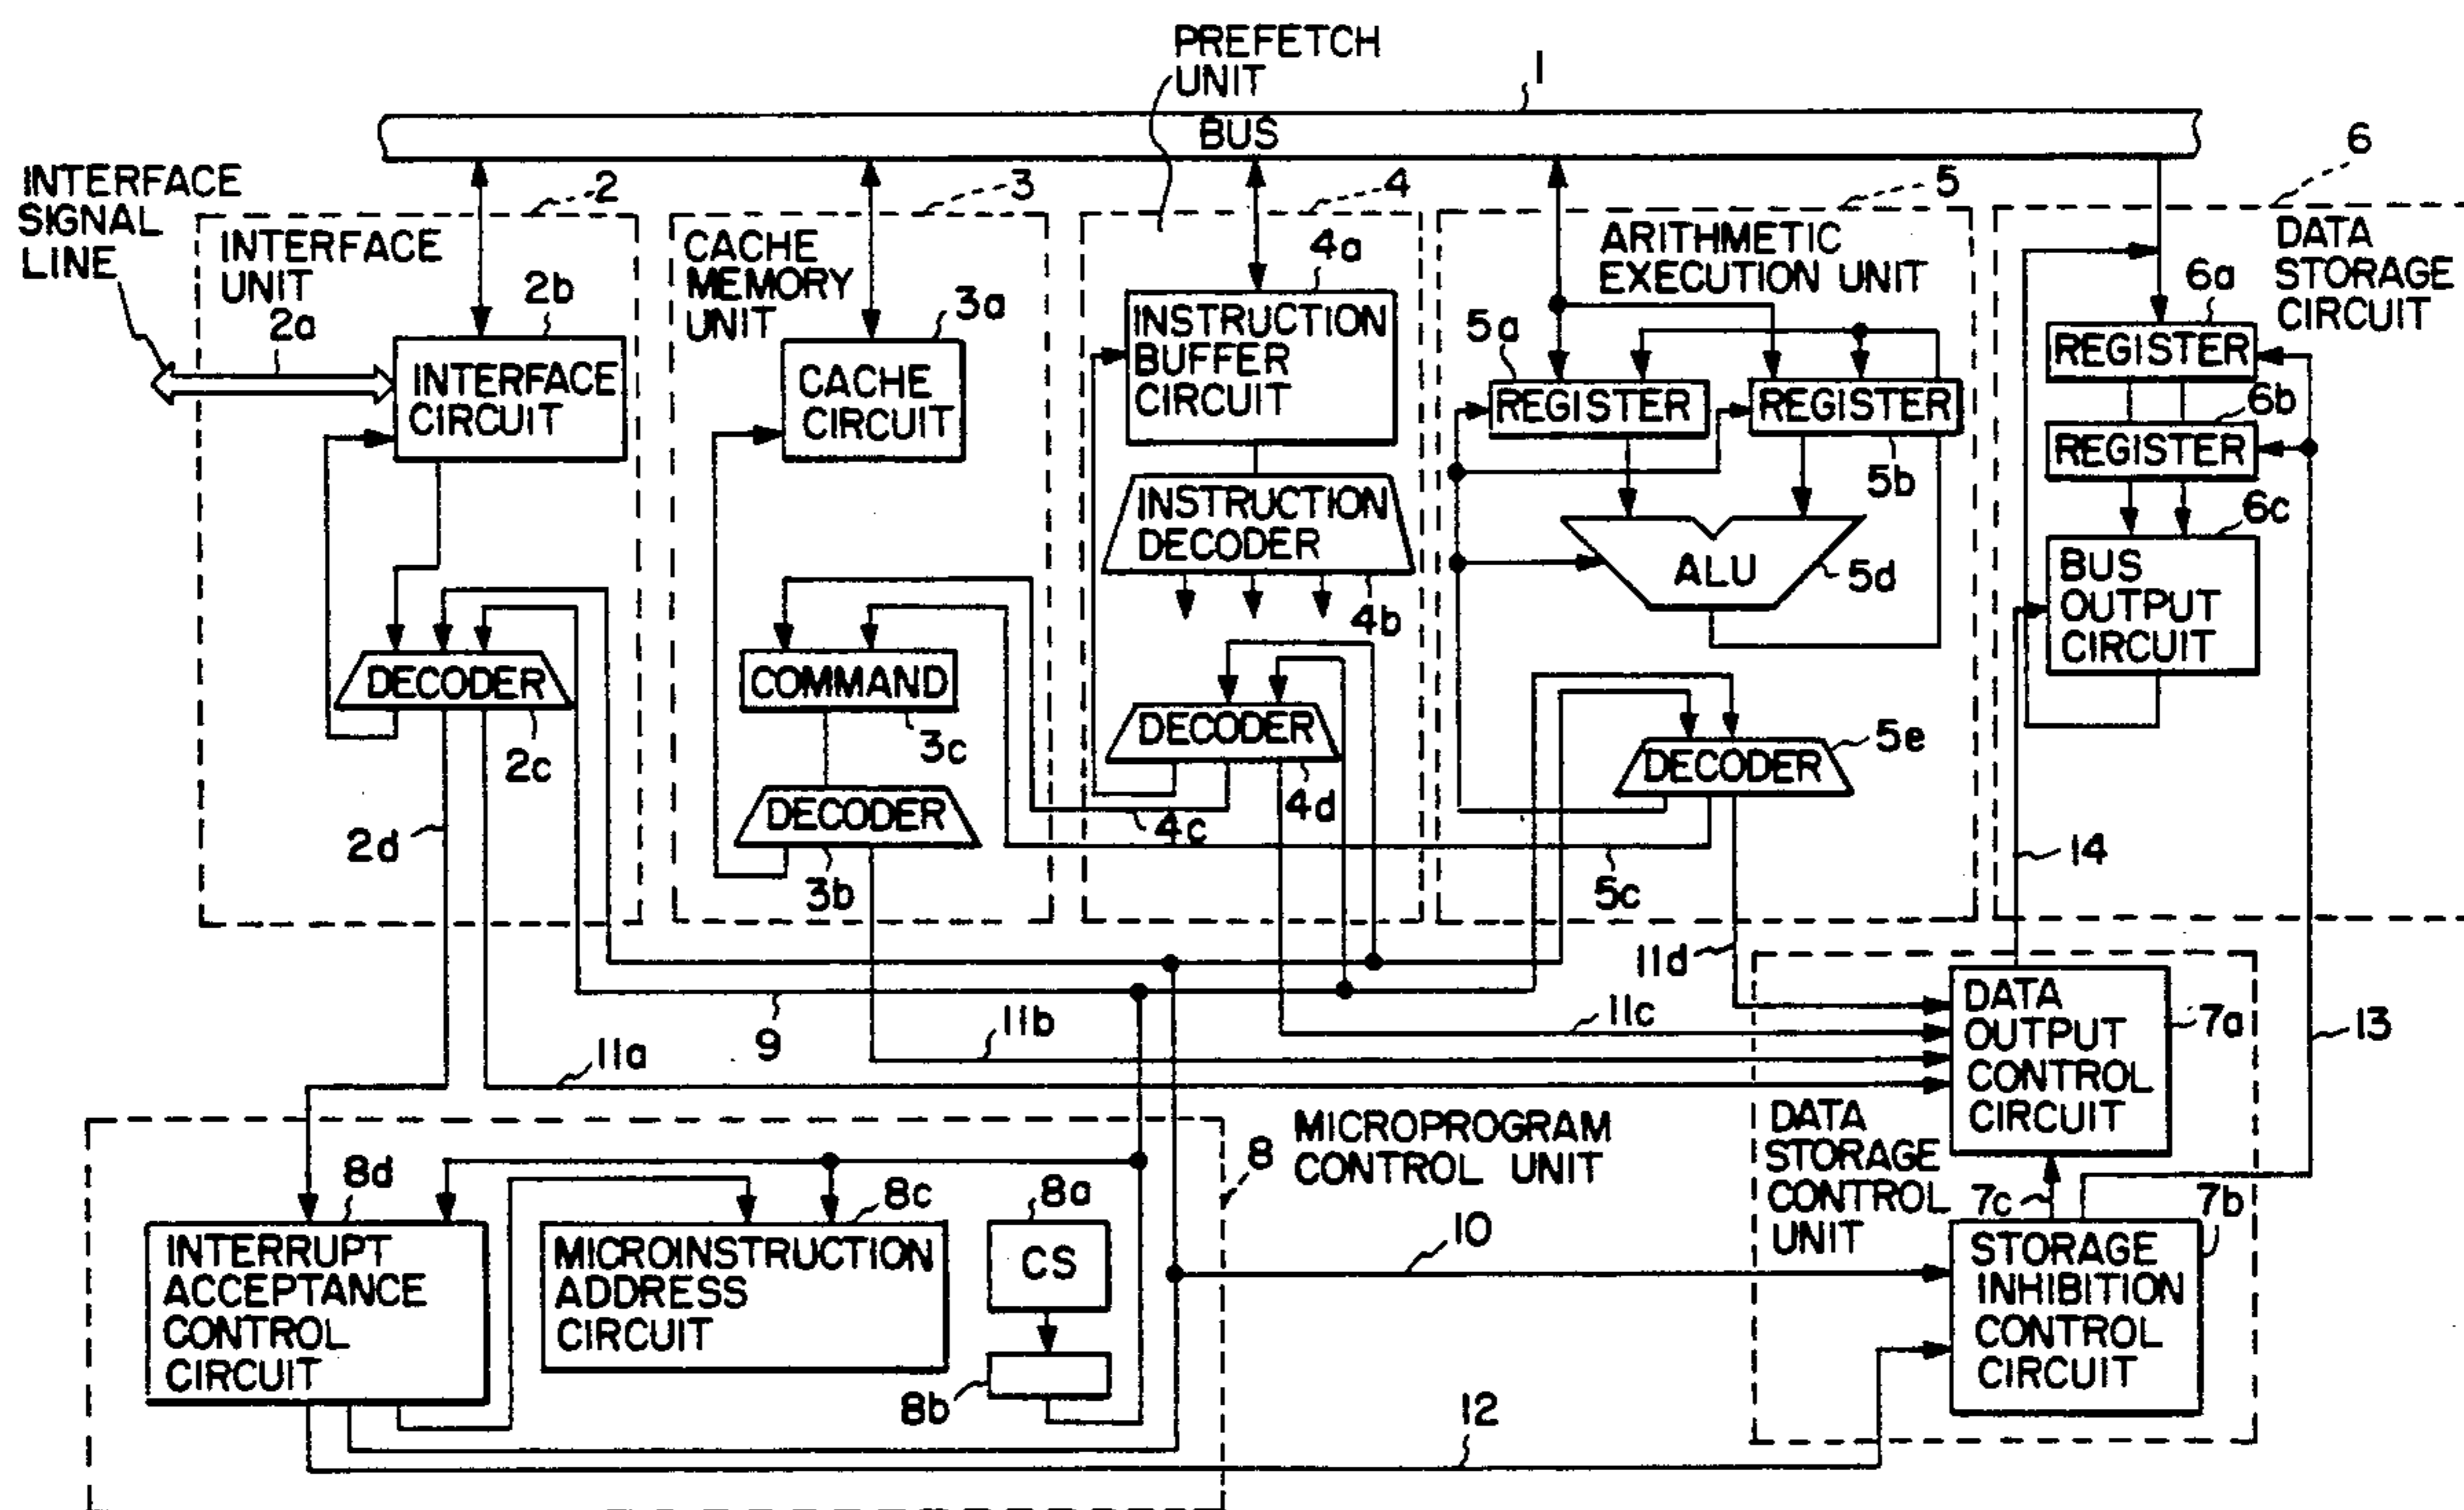 PREFETCH
UNIT
1
BUS
INTERFACE
SIGNAL
LINE
2
3
4
5
6
INTERFACE
UNIT
2a
2b
INTERFACE
CIRCUIT
DECODER
2c
2d
CACHE
MEMORY
UNIT
3a
CACHE
CIRCUIT
COMMAND
3c
DECODER
3b
4a
INSTRUCTION
BUFFER
CIRCUIT
INSTRUCTION
DECODER
4b
DECODER
4c
4d
ARITHMETIC
EXECUTION UNIT
5a
REGISTER
REGISTER
5b
ALU
5d
DECODER
5e
5c
DATA
STORAGE
CIRCUIT
6a
REGISTER
6b
REGISTER
6c
BUS
OUTPUT
CIRCUIT
14
11d
9
11b
11c
11a
13
DATA
OUTPUT
CONTROL
CIRCUIT
7a
DATA
STORAGE
CONTROL
UNIT
7c
7b
STORAGE
INHIBITION
CONTROL
CIRCUIT
8
MICROPROGRAM
CONTROL UNIT
8d
INTERRUPT
ACCEPTANCE
CONTROL
CIRCUIT
8c
MICROINSTRUCTION
ADDRESS
CIRCUIT
8a
CS
8b
10
12